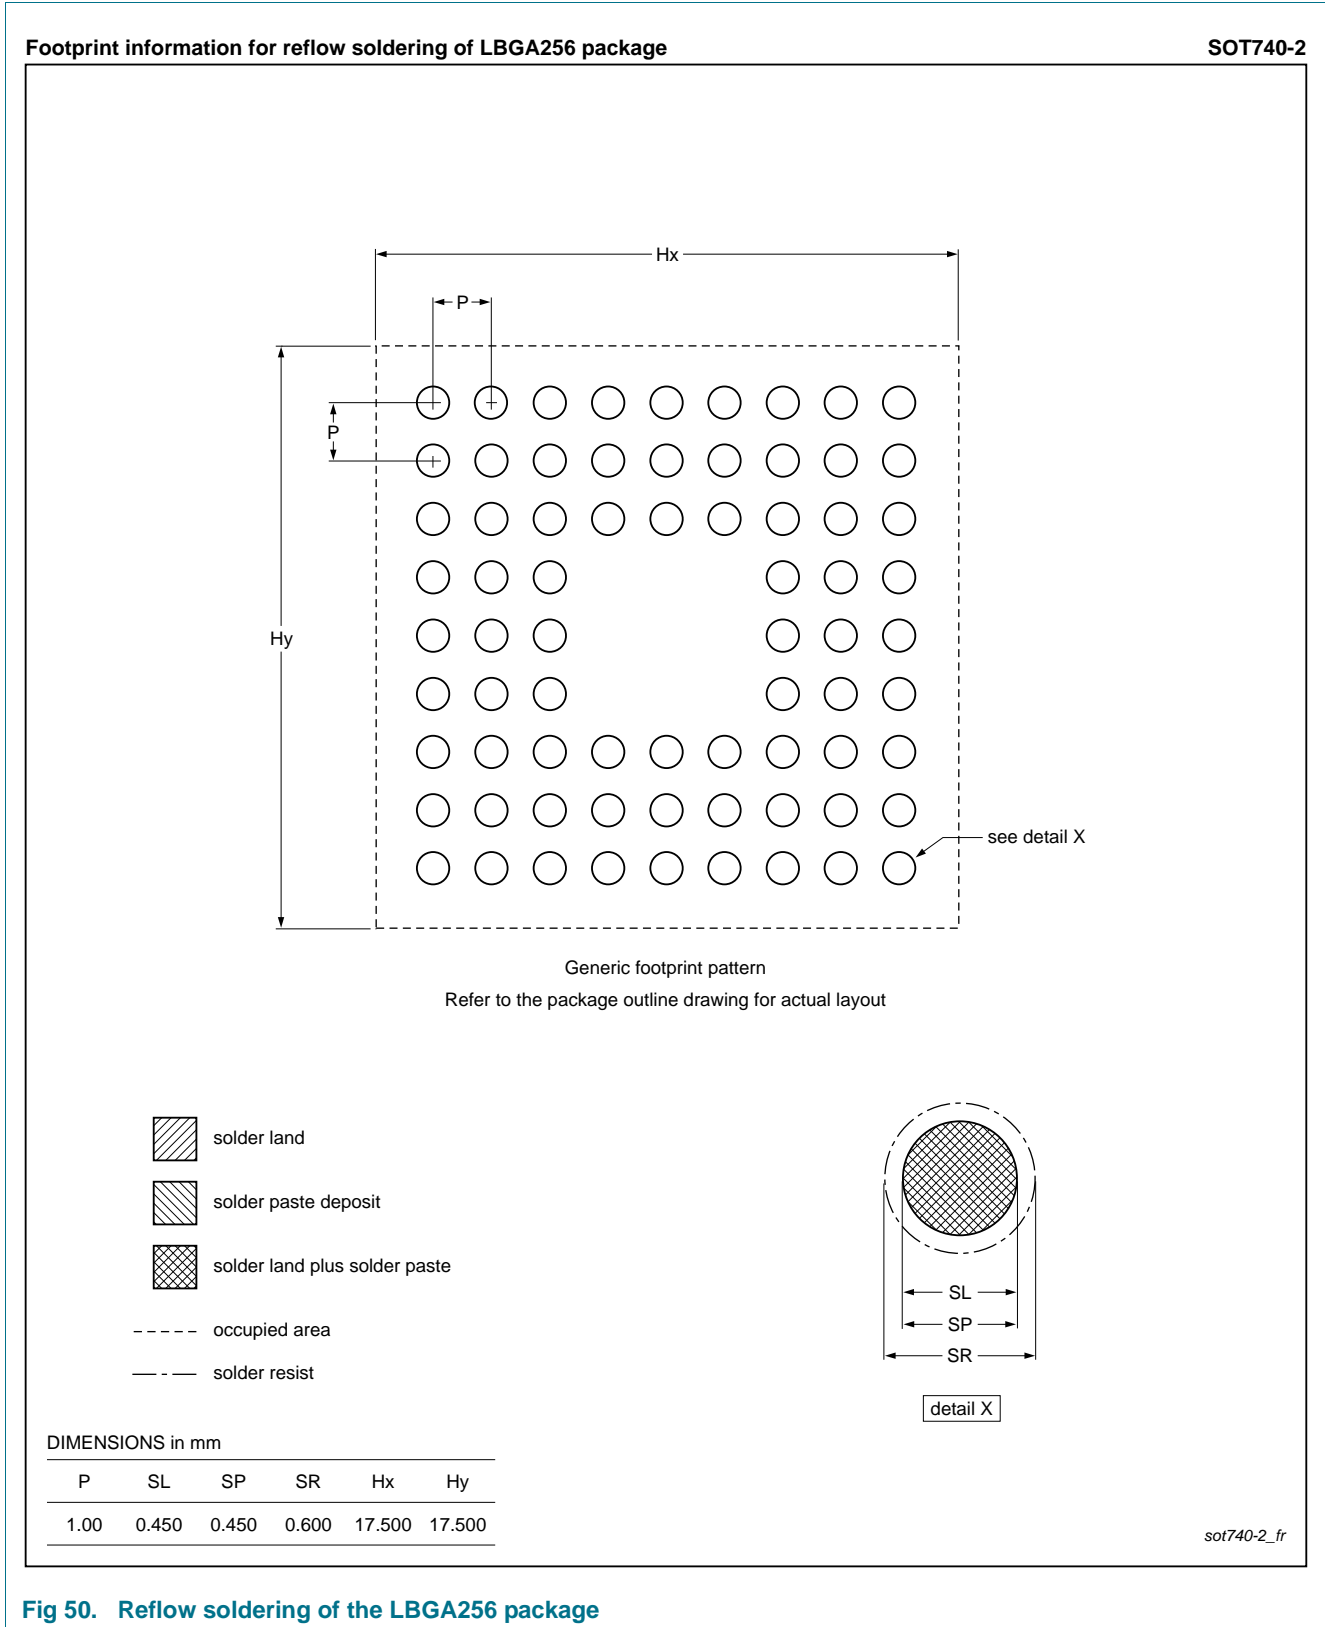 Footprint information for reflow soldering of LBGA256 package SOT740-2
Hx
P
P
Hy
see detail X
Generic footprint pattern
Refer to the package outline drawing for actual layout
solder land
solder paste deposit
solder land plus solder paste
occupied area
solder resist
SL
SP
SR
detail X
DIMENSIONS in mm
P SL SP SR Hx Hy
1.00 0.450 0.450 0.600 17.500 17.500
sot740-2_fr
Fig 50. Reflow soldering of the LBGA256 package